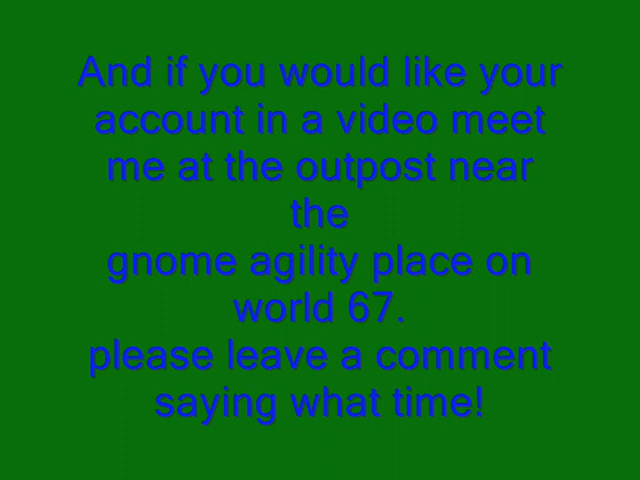 And if you would like your
account in a video meet
me at the outpost near
the
gnome agility place on
world 67.
please leave a comment
saying what time!